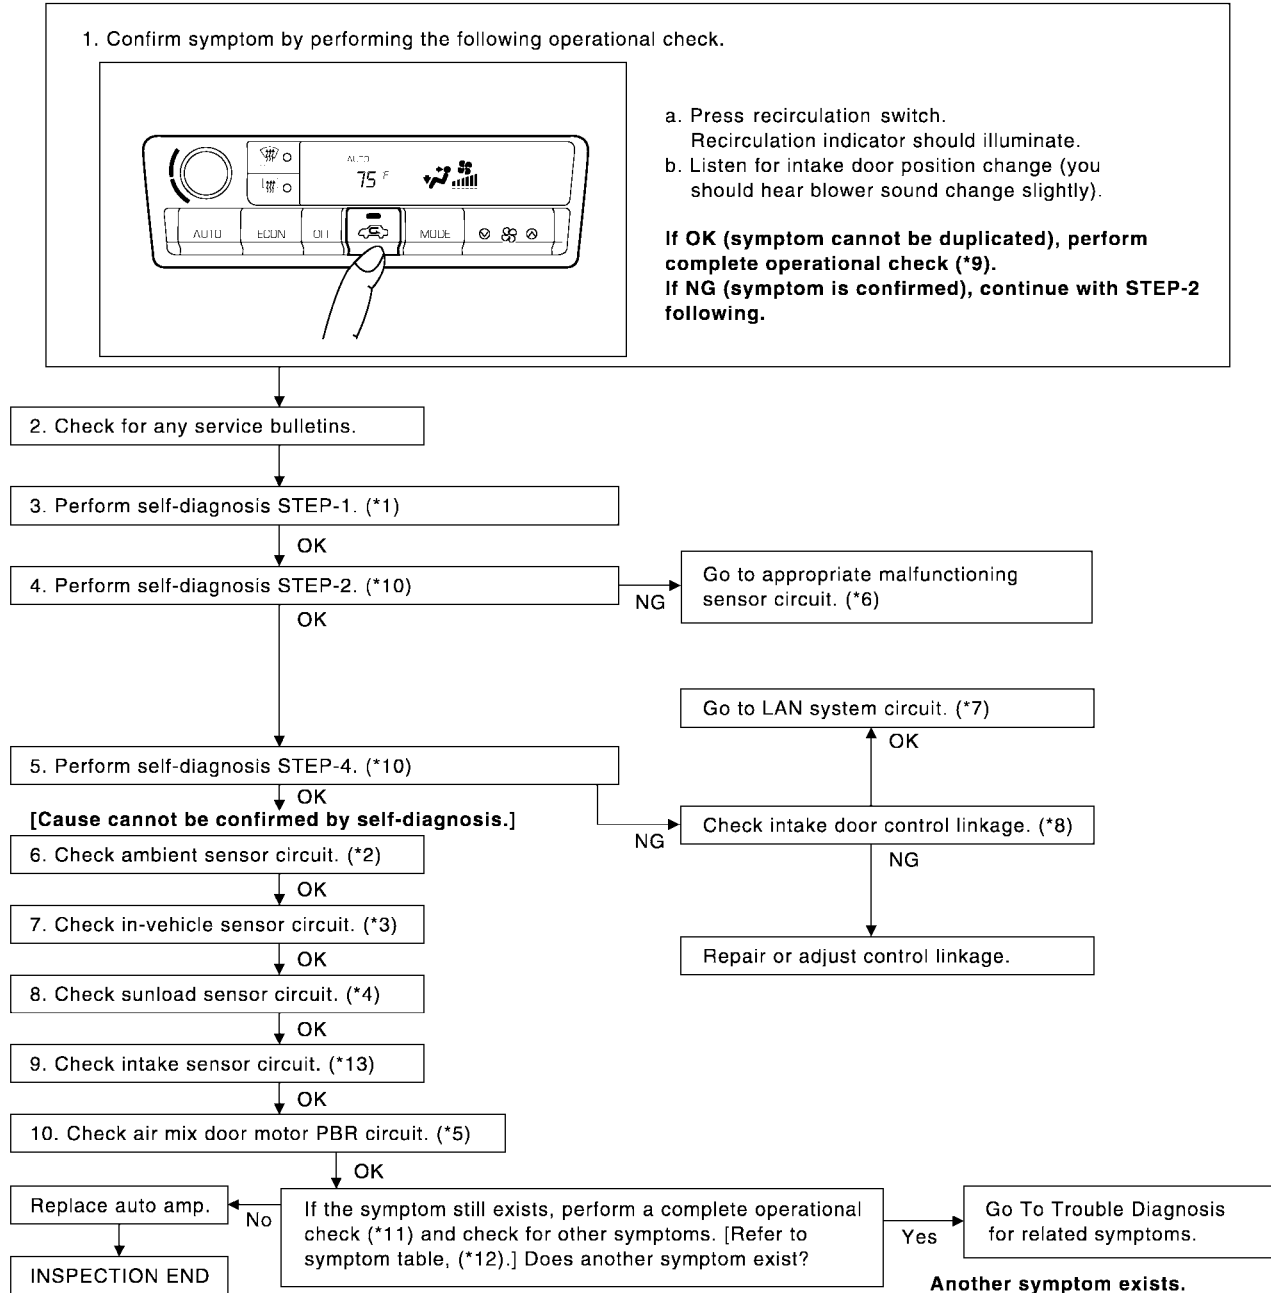 1. Confirm symptom by performing the following operational check.
AUTO
75 F
AUTO
ECON
OFF
MODE
a. Press recirculation switch.
Recirculation indicator should illuminate.
b. Listen for intake door position change (you
should hear blower sound change slightly).
If OK (symptom cannot be duplicated), perform
complete operational check (*9).
If NG (symptom is confirmed), continue with STEP-2
following.
2. Check for any service bulletins.
3. Perform self-diagnosis STEP-1. (*1)
OK
4. Perform self-diagnosis STEP-2. (*10)
NG
Go to appropriate malfunctioning
sensor circuit. (*6)
OK
Go to LAN system circuit. (*7)
OK
5. Perform self-diagnosis STEP-4. (*10)
OK
[Cause cannot be confirmed by self-diagnosis.]
NG
Check intake door control linkage. (*8)
NG
Repair or adjust control linkage.
6. Check ambient sensor circuit. (*2)
OK
7. Check in-vehicle sensor circuit. (*3)
OK
8. Check sunload sensor circuit. (*4)
OK
9. Check intake sensor circuit. (*13)
OK
10. Check air mix door motor PBR circuit. (*5)
OK
If the symptom still exists, perform a complete operational
check (*11) and check for other symptoms. [Refer to
symptom table, (*12).] Does another symptom exist?
No
Replace auto amp.
INSPECTION END
Yes
Go To Trouble Diagnosis
for related symptoms.
Another symptom exists.